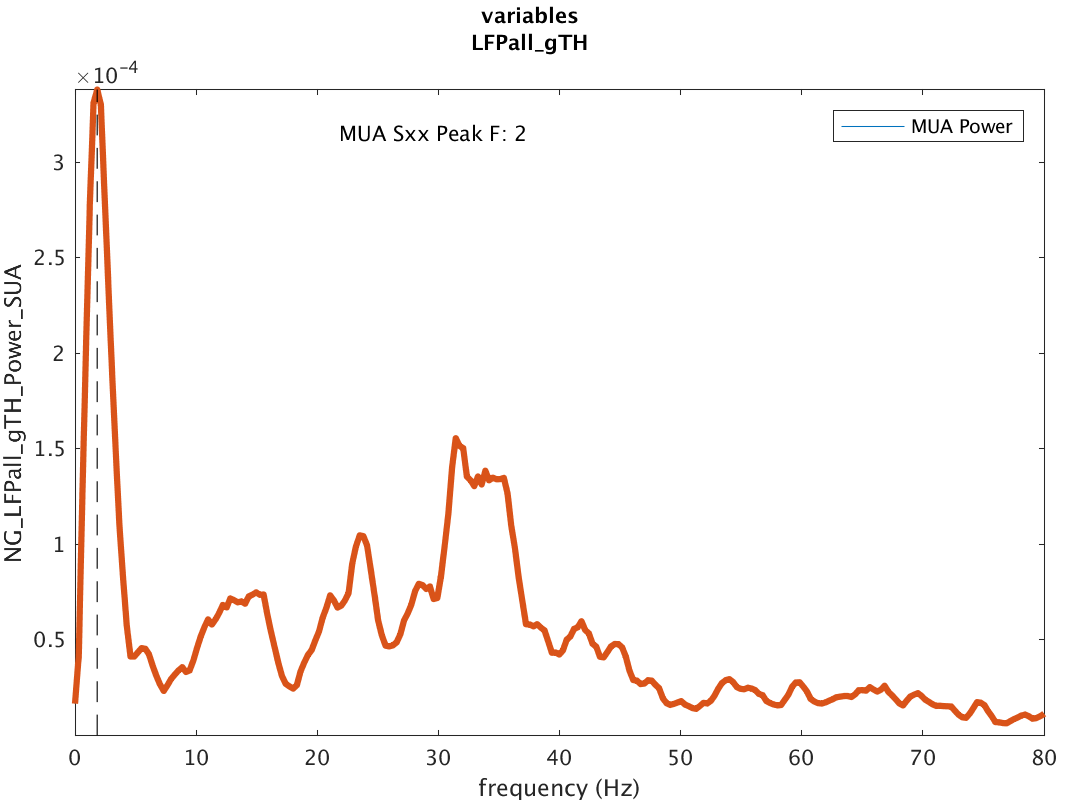 variables
LFPall_gTH
×10⁻⁴
MUA Sxx Peak F: 2
MUA Power
3
2.5
2
1.5
1
0.5
NG_LFPall_gTH_Power_SUA
0 10 20 30 40 50 60 70 80
frequency (Hz)